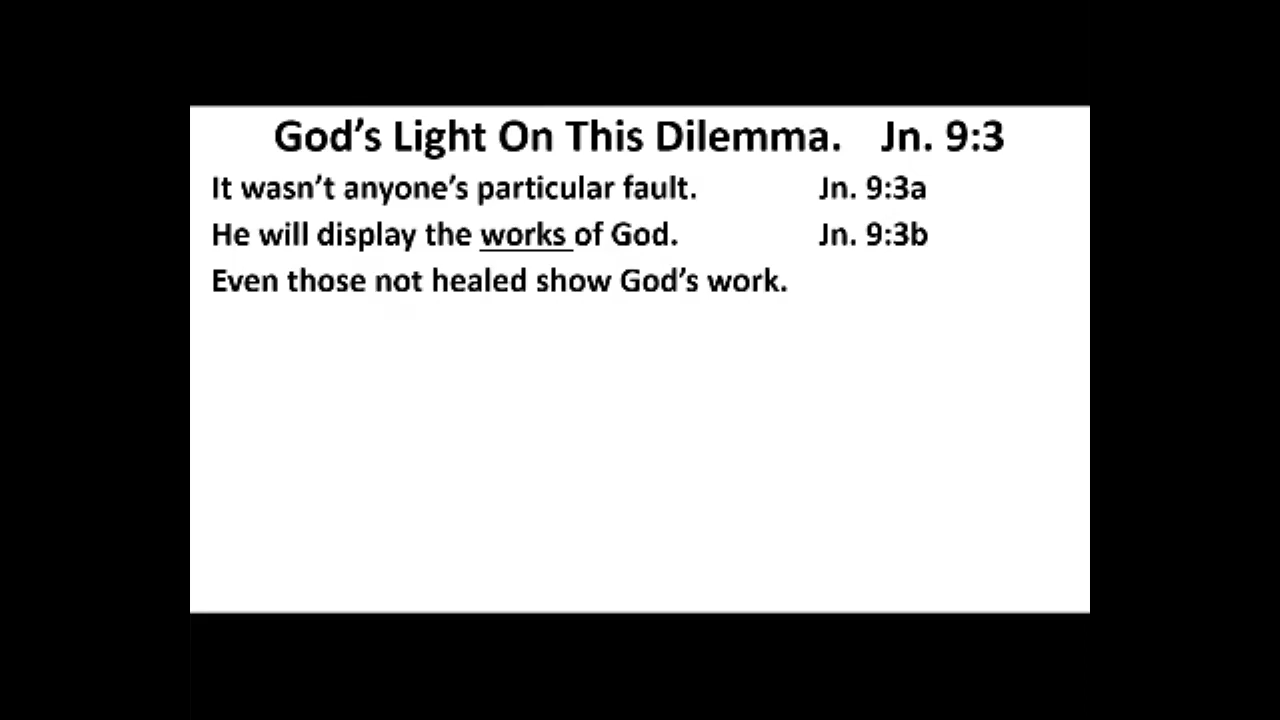 God’s Light On This Dilemma. Jn. 9:3
It wasn’t anyone’s particular fault. Jn. 9:3a
He will display the works of God. Jn. 9:3b
Even those not healed show God’s work.